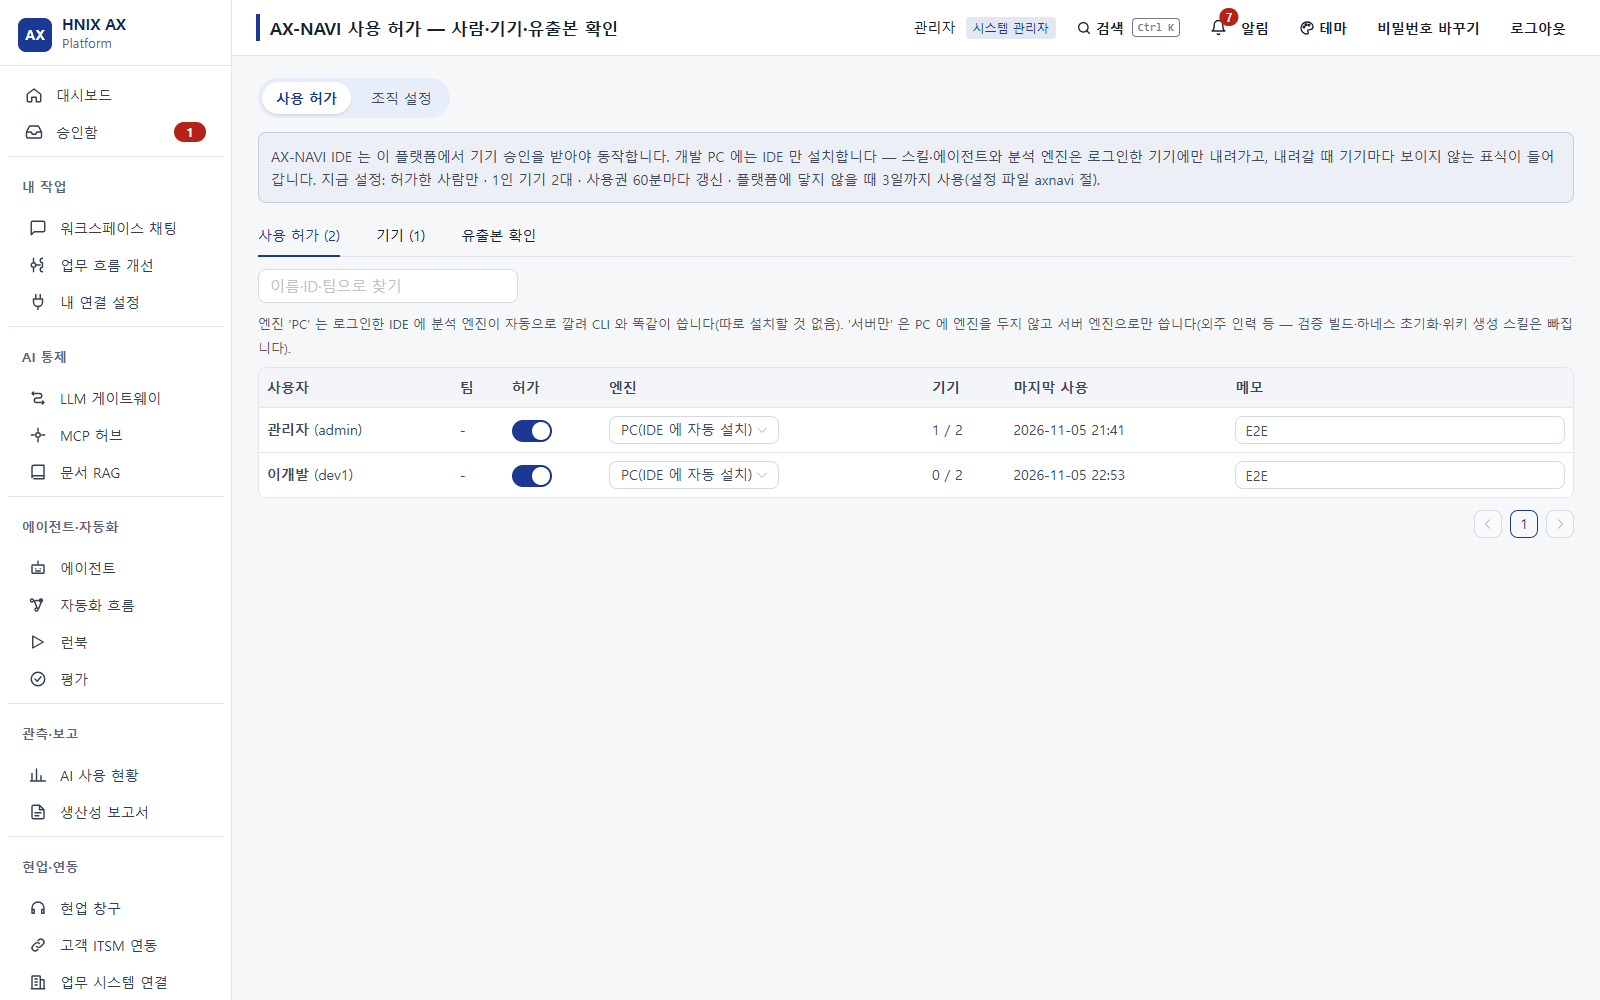 AX
HNIX AX
Platform
대시보드
승인함
1
내 작업
워크스페이스 채팅
업무 흐름 개선
내 연결 설정
AI 통제
LLM 게이트웨이
MCP 허브
문서 RAG
에이전트·자동화
에이전트
자동화 흐름
런북
평가
관측·보고
AI 사용 현황
생산성 보고서
현업·연동
현업 창구
고객 ITSM 연동
업무 시스템 연결
AX-NAVI 사용 허가 — 사람·기기·유출본 확인
관리자
시스템 관리자
검색
Ctrl K
7
알림
테마
비밀번호 바꾸기
로그아웃
사용 허가
조직 설정
AX-NAVI IDE 는 이 플랫폼에서 기기 승인을 받아야 동작합니다. 개발 PC 에는 IDE 만 설치합니다 — 스킬·에이전트와 분석 엔진은 로그인한 기기에만 내려가고, 내려갈 때 기기마다 보이지 않는 표식이 들어
갑니다. 지금 설정: 허가한 사람만 · 1인 기기 2대 · 사용권 60분마다 갱신 · 플랫폼에 닿지 않을 때 3일까지 사용(설정 파일 axnavi 절).
사용 허가 (2)
기기 (1)
유출본 확인
이름·ID·팀으로 찾기
엔진 'PC' 는 로그인한 IDE 에 분석 엔진이 자동으로 깔려 CLI 와 똑같이 씁니다(따로 설치할 것 없음). '서버만' 은 PC 에 엔진을 두지 않고 서버 엔진으로만 씁니다(외주 인력 등 — 검증 빌드·하네스 초기화·위키 생성 스킬은 빠집
니다).
사용자 팀 허가 엔진 기기 마지막 사용 메모
관리자 (admin) - PC(IDE 에 자동 설치) 1 / 2 2026-11-05 21:41 E2E
이개발 (dev1) - PC(IDE 에 자동 설치) 0 / 2 2026-11-05 22:53 E2E
1